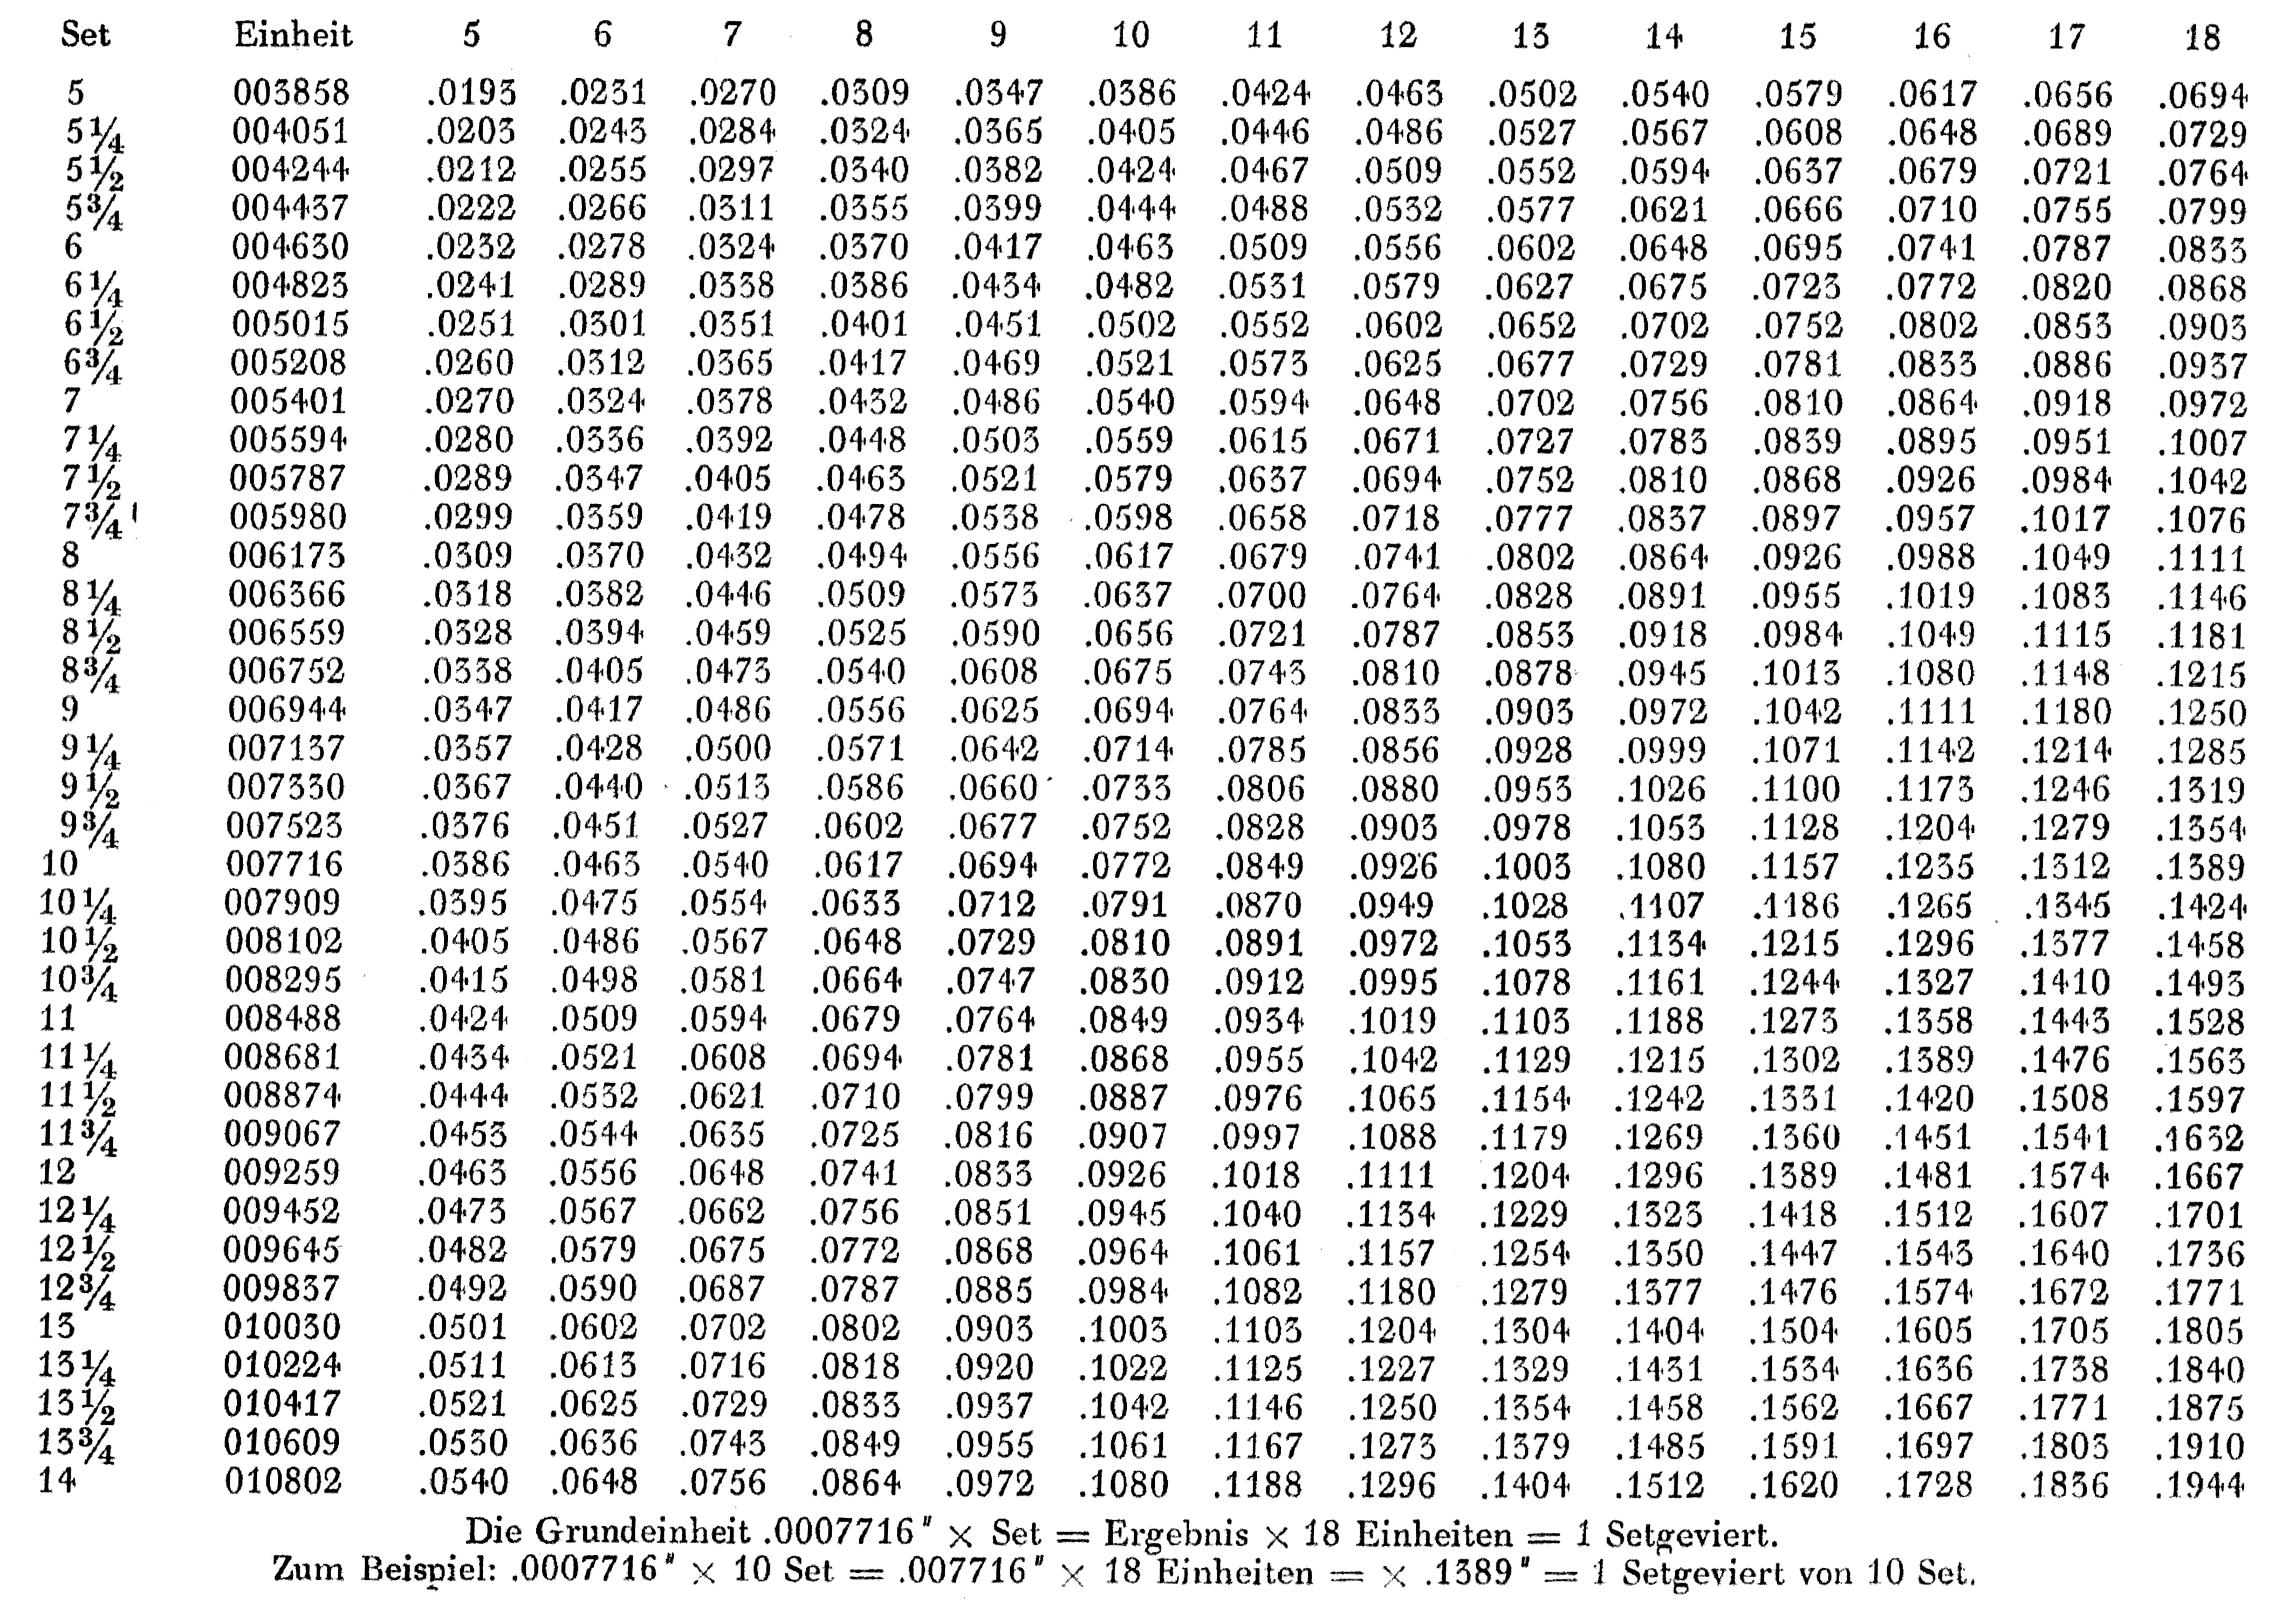 Set Einheit 5 6 7 8 9 10 11 12 13 14 15 16 17 18
5 003858 .0193 .0231 .0270 .0309 .0347 .0386 .0424 .0463 .0502 .0540 .0579 .0617 .0656 .0694
5¼ 004051 .0203 .0243 .0284 .0324 .0365 .0405 .0446 .0486 .0527 .0567 .0608 .0648 .0689 .0729
5½ 004244 .0212 .0255 .0297 .0340 .0382 .0424 .0467 .0509 .0552 .0594 .0637 .0679 .0721 .0764
5¾ 004437 .0222 .0266 .0311 .0355 .0399 .0444 .0488 .0532 .0577 .0621 .0666 .0710 .0755 .0799
6 004630 .0232 .0278 .0324 .0370 .0417 .0463 .0509 .0556 .0602 .0648 .0695 .0741 .0787 .0833
6¼ 004823 .0241 .0289 .0338 .0386 .0434 .0482 .0531 .0579 .0627 .0675 .0723 .0772 .0820 .0868
6½ 005015 .0251 .0301 .0351 .0401 .0451 .0502 .0552 .0602 .0652 .0702 .0752 .0802 .0853 .0903
6¾ 005208 .0260 .0312 .0365 .0417 .0469 .0521 .0573 .0625 .0677 .0729 .0781 .0833 .0886 .0937
7 005401 .0270 .0324 .0378 .0432 .0486 .0540 .0594 .0648 .0702 .0756 .0810 .0864 .0918 .0972
7¼ 005594 .0280 .0336 .0392 .0448 .0503 .0559 .0615 .0671 .0727 .0783 .0839 .0895 .0951 .1007
7½ 005787 .0289 .0347 .0405 .0463 .0521 .0579 .0637 .0694 .0752 .0810 .0868 .0926 .0984 .1042
7¾ 005980 .0299 .0359 .0419 .0478 .0538 .0598 .0658 .0718 .0777 .0837 .0897 .0957 .1017 .1076
8 006173 .0309 .0370 .0432 .0494 .0556 .0617 .0679 .0741 .0802 .0864 .0926 .0988 .1049 .1111
8¼ 006366 .0318 .0382 .0446 .0509 .0573 .0637 .0700 .0764 .0828 .0891 .0955 .1019 .1083 .1146
8½ 006559 .0328 .0394 .0459 .0525 .0590 .0656 .0721 .0787 .0853 .0918 .0984 .1049 .1115 .1181
8¾ 006752 .0338 .0405 .0473 .0540 .0608 .0675 .0743 .0810 .0878 .0945 .1013 .1080 .1148 .1215
9 006944 .0347 .0417 .0486 .0556 .0625 .0694 .0764 .0833 .0903 .0972 .1042 .1111 .1180 .1250
9¼ 007137 .0357 .0428 .0500 .0571 .0642 .0714 .0785 .0856 .0928 .0999 .1071 .1142 .1214 .1285
9½ 007330 .0367 .0440 .0513 .0586 .0660 .0733 .0806 .0880 .0953 .1026 .1100 .1173 .1246 .1319
9¾ 007523 .0376 .0451 .0527 .0602 .0677 .0752 .0828 .0903 .0978 .1053 .1128 .1204 .1279 .1354
10 007716 .0386 .0463 .0540 .0617 .0694 .0772 .0849 .0926 .1003 .1080 .1157 .1235 .1312 .1389
10¼ 007909 .0395 .0475 .0554 .0633 .0712 .0791 .0870 .0949 .1028 .1107 .1186 .1265 .1345 .1424
10½ 008102 .0405 .0486 .0567 .0648 .0729 .0810 .0891 .0972 .1053 .1134 .1215 .1296 .1377 .1458
10¾ 008295 .0415 .0498 .0581 .0664 .0747 .0830 .0912 .0995 .1078 .1161 .1244 .1327 .1410 .1493
11 008488 .0424 .0509 .0594 .0679 .0764 .0849 .0934 .1019 .1103 .1188 .1273 .1358 .1443 .1528
11¼ 008681 .0434 .0521 .0608 .0694 .0781 .0868 .0955 .1042 .1129 .1215 .1302 .1389 .1476 .1563
11½ 008874 .0444 .0532 .0621 .0710 .0799 .0887 .0976 .1065 .1154 .1242 .1331 .1420 .1508 .1597
11¾ 009067 .0453 .0544 .0635 .0725 .0816 .0907 .0997 .1088 .1179 .1269 .1360 .1451 .1541 .1632
12 009259 .0463 .0556 .0648 .0741 .0833 .0926 .1018 .1111 .1204 .1296 .1389 .1481 .1574 .1667
12¼ 009452 .0473 .0567 .0662 .0756 .0851 .0945 .1040 .1134 .1229 .1323 .1418 .1512 .1607 .1701
12½ 009645 .0482 .0579 .0675 .0772 .0868 .0964 .1061 .1157 .1254 .1350 .1447 .1543 .1640 .1736
12¾ 009837 .0492 .0590 .0687 .0787 .0885 .0984 .1082 .1180 .1279 .1377 .1476 .1574 .1672 .1771
13 010030 .0501 .0602 .0702 .0802 .0903 .1003 .1103 .1204 .1304 .1404 .1504 .1605 .1705 .1805
13¼ 010224 .0511 .0613 .0716 .0818 .0920 .1022 .1125 .1227 .1329 .1431 .1534 .1636 .1738 .1840
13½ 010417 .0521 .0625 .0729 .0833 .0937 .1042 .1146 .1250 .1354 .1458 .1562 .1667 .1771 .1875
13¾ 010609 .0530 .0636 .0743 .0849 .0955 .1061 .1167 .1273 .1379 .1485 .1591 .1697 .1803 .1910
14 010802 .0540 .0648 .0756 .0864 .0972 .1080 .1188 .1296 .1404 .1512 .1620 .1728 .1836 .1944
Die Grundeinheit .0007716" × Set = Ergebnis × 18 Einheiten = 1 Setgeviert.
Zum Beispiel: .0007716" × 10 Set = .007716" × 18 Einheiten = × .1389" = 1 Setgeviert von 10 Set.